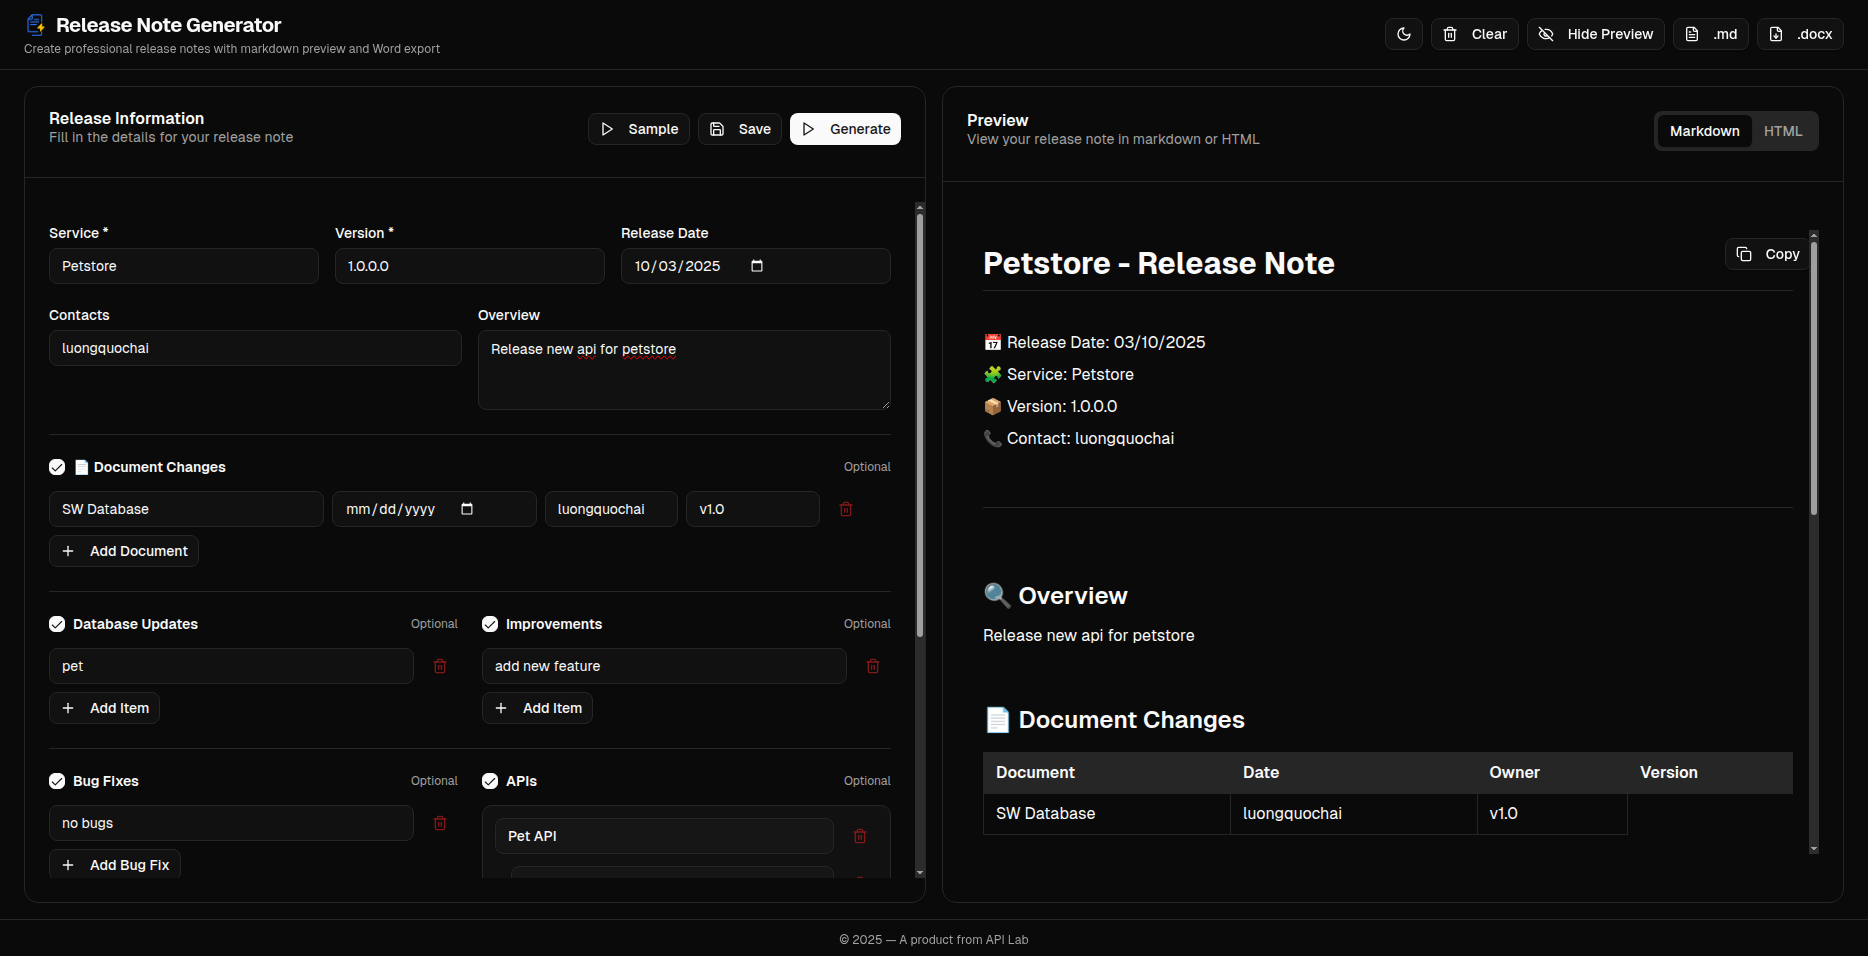 Release Note Generator
Create professional release notes with markdown preview and Word export
Clear
Hide Preview
.md
.docx
Release Information
Fill in the details for your release note
Sample
Save
Generate
Service *
Version *
Release Date
Petstore
1.0.0.0
10/03/2025
Contacts
Overview
luongquochai
Release new api for petstore
📄 Document Changes
Optional
SW Database
mm/dd/yyyy
luongquochai
v1.0
Add Document
Database Updates
Optional
Improvements
Optional
pet
add new feature
Add Item
Add Item
Bug Fixes
Optional
APIs
Optional
no bugs
Pet API
Add Bug Fix
Preview
View your release note in markdown or HTML
Markdown
HTML
Copy
Petstore - Release Note
📅 Release Date: 03/10/2025
🧩 Service: Petstore
📦 Version: 1.0.0.0
📞 Contact: luongquochai
🔍 Overview
Release new api for petstore
📄 Document Changes
Document
Date
Owner
Version
SW Database
luongquochai
v1.0
© 2025 — A product from API Lab